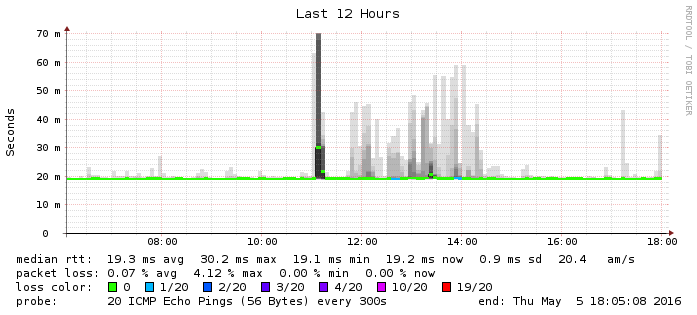 Last 12 Hours
RRDTOOL / TOBI OETIKER
70 m
60 m
50 m
40 m
30 m
20 m
10 m
0
Seconds
08:00 10:00 12:00 14:00 16:00 18:00
median rtt: 19.3 ms avg 30.2 ms max 19.1 ms min 19.2 ms now 0.9 ms sd 20.4 am/s
packet loss: 0.07 % avg 4.12 % max 0.00 % min 0.00 % now
loss color: 0 1/20 2/20 3/20 4/20 10/20 19/20
probe: 20 ICMP Echo Pings (56 Bytes) every 300s end: Thu May 5 18:05:08 2016